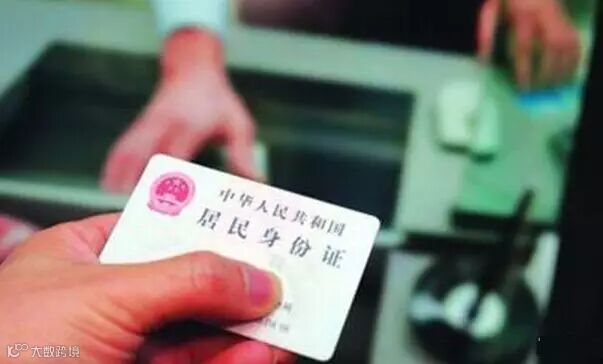 中华人民共和国
居民身份证
大数跨境